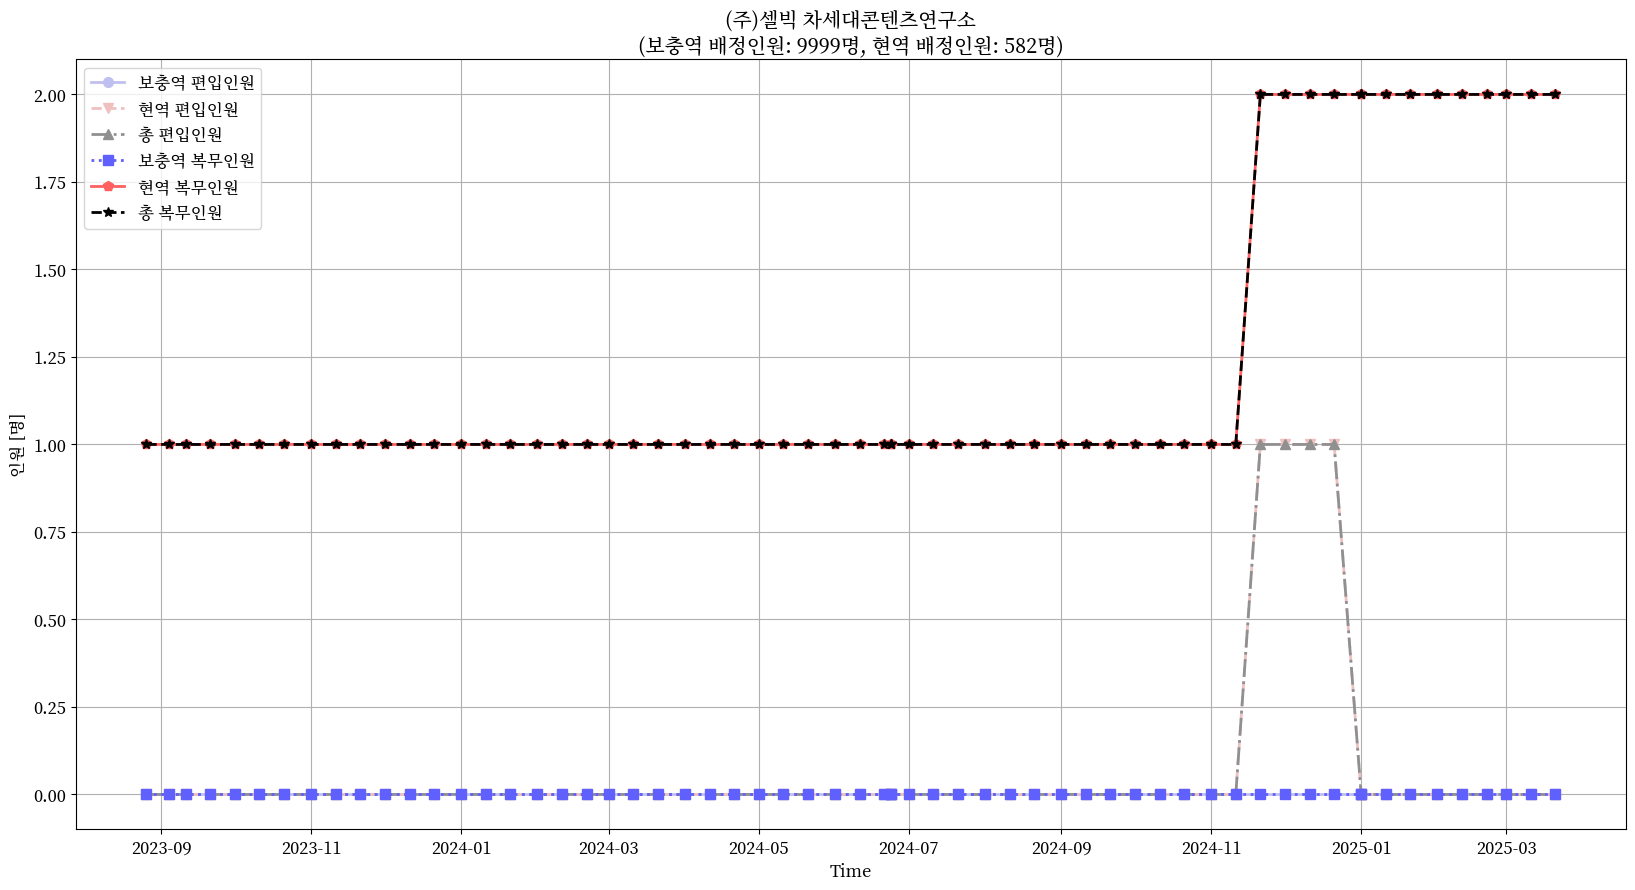 (주)셀빅 차세대콘텐츠연구소
(보충역 배정인원: 9999명, 현역 배정인원: 582명)
보충역 편입인원
현역 편입인원
총 편입인원
보충역 복무인원
현역 복무인원
총 복무인원
2.00
1.75
1.50
1.25
1.00
0.75
0.50
0.25
0.00
인원 [명]
2023-09 2023-11 2024-01 2024-03 2024-05 2024-07 2024-09 2024-11 2025-01 2025-03
Time